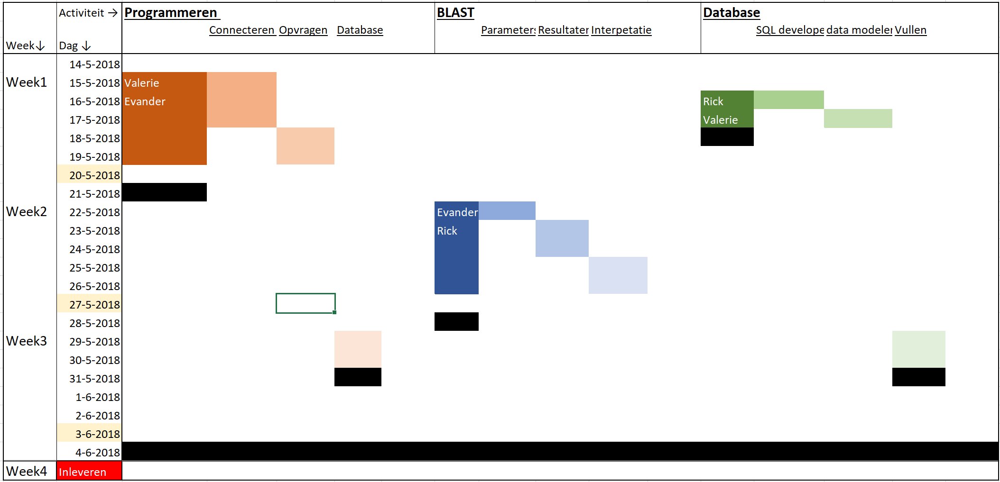 Activiteit → Programmeren BLAST Database
Connecteren Opvragen Database Parameters Resultater Interpetatie SQL develope data modeler Vullen
Week↓ Dag ↓
14-5-2018
Week1 15-5-2018 Valerie
16-5-2018 Evander Rick
17-5-2018 Valerie
18-5-2018
19-5-2018
20-5-2018
21-5-2018
Week2 22-5-2018 Evander
23-5-2018 Rick
24-5-2018
25-5-2018
26-5-2018
27-5-2018
28-5-2018
Week3 29-5-2018
30-5-2018
31-5-2018
1-6-2018
2-6-2018
3-6-2018
4-6-2018
Week4 Inleveren